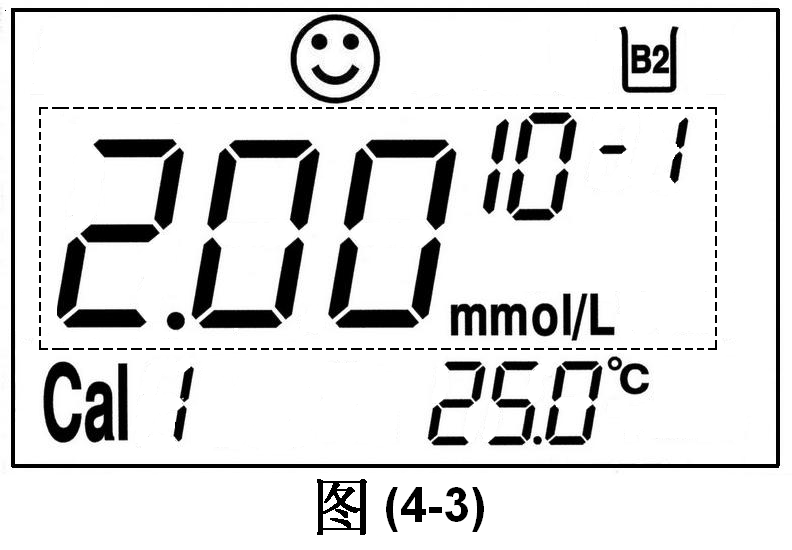 B2
2.00 10-1
mmol/L
Cal 1 25.0℃
图 (4-3)